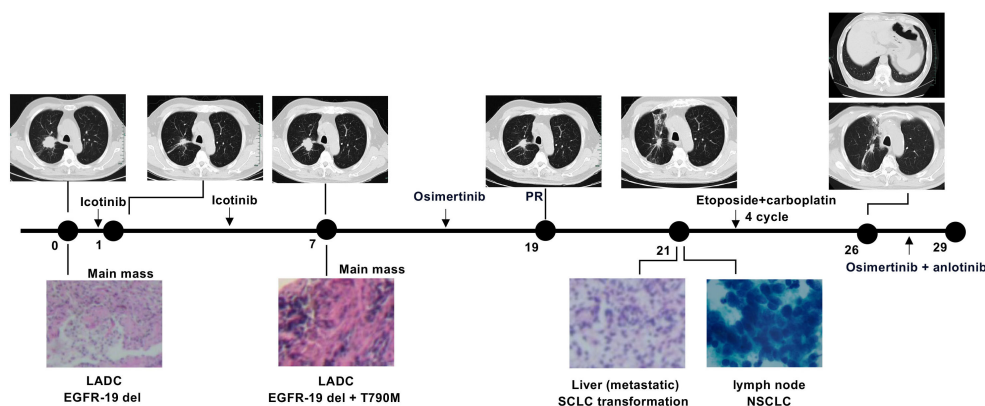 PR
Icotinib
Icotinib
Osimertinib
Etoposide+carboplatin
4 cycle
0
1
7
19
21
26
29
Osimertinib + anlotinib
Main mass
Main mass
LADC
EGFR-19 del
LADC
EGFR-19 del + T790M
Liver (metastatic)
SCLC transformation
lymph node
NSCLC